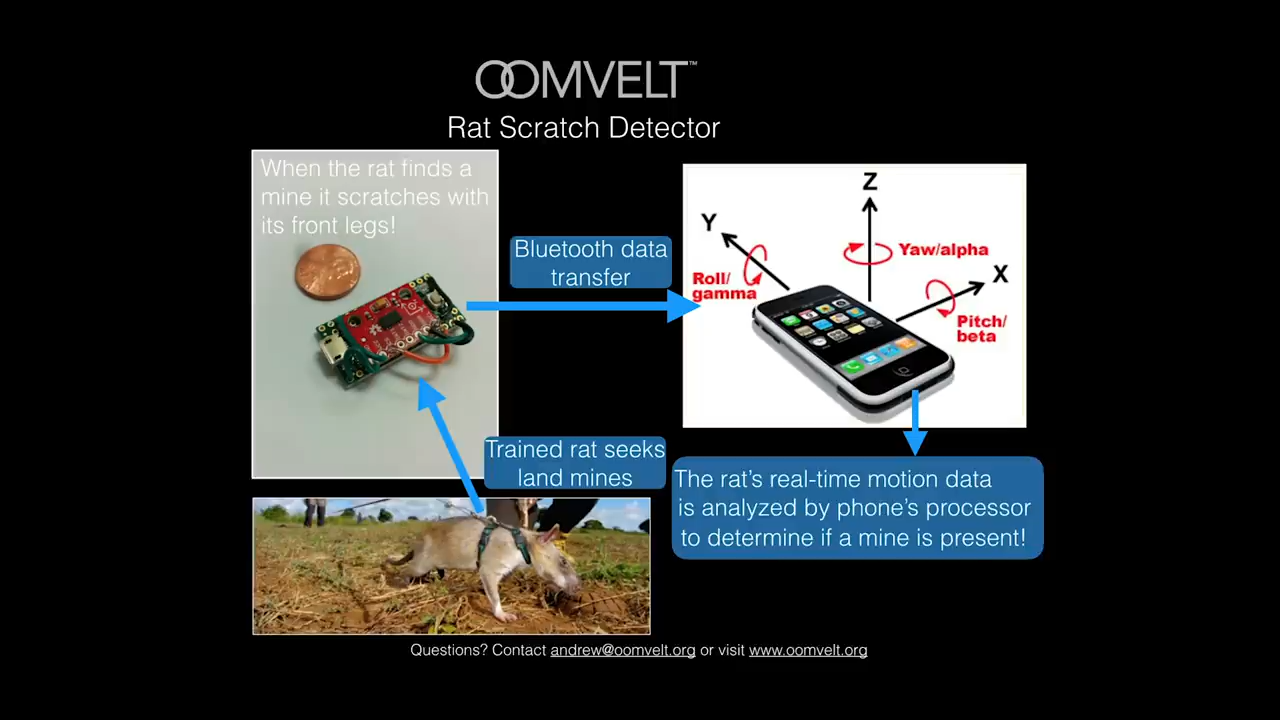 OOMVELT™
Rat Scratch Detector
When the rat finds a
mine it scratches with
its front legs!
Bluetooth data
transfer
Z
Y
X
Yaw/alpha
Roll/
gamma
Pitch/
beta
Trained rat seeks
land mines
The rat’s real-time motion data
is analyzed by phone’s processor
to determine if a mine is present!
Questions? Contact andrew@oomvelt.org or visit www.oomvelt.org